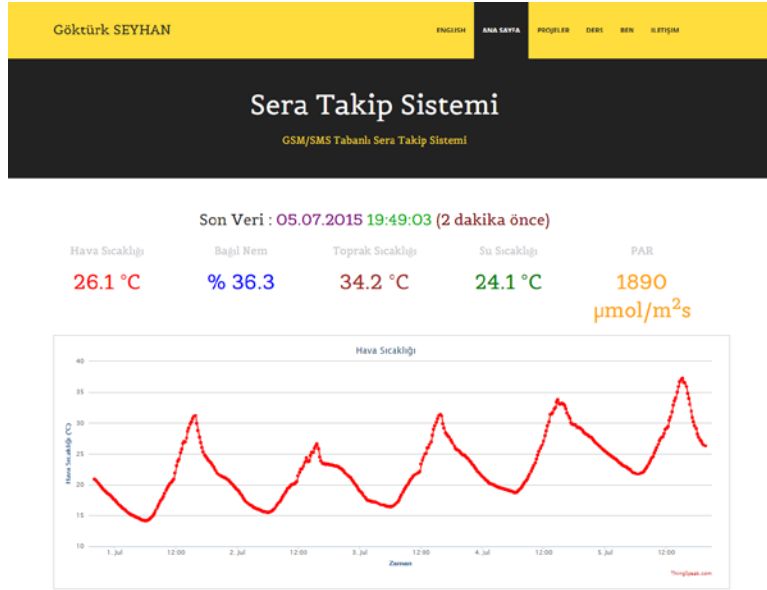 Göktürk SEYHAN
ENGLISH ANA SAYFA PROJELER DERS BEN ILETIŞIM
Sera Takip Sistemi
GSM/SMS Tabanlı Sera Takip Sistemi
Son Veri : 05.07.2015 19:49:03 (2 dakika önce)
Hava Sıcaklığı Bağıl Nem Toprak Sıcaklığı Su Sıcaklığı PAR
26.1 °C % 36.3 34.2 °C 24.1 °C 1890
µmol/m²s
Hava Sıcaklığı
40
35
30
25
20
15
10
Hava Sıcaklığı (°C)
1. Jul 12:00 2. Jul 12:00 3. Jul 12:00 4. Jul 12:00 5. Jul 12:00
Zaman
ThingSpeak.com